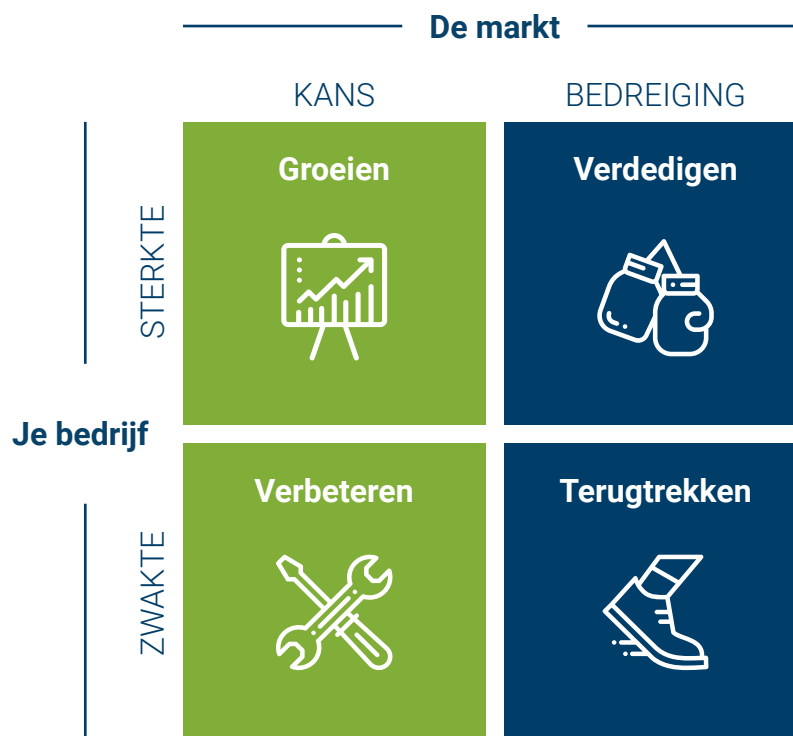 De markt
KANS
BEDREIGING
STERKTE
Groeien
Verdedigen
Je bedrijf
ZWAKTE
Verbeteren
Terugtrekken